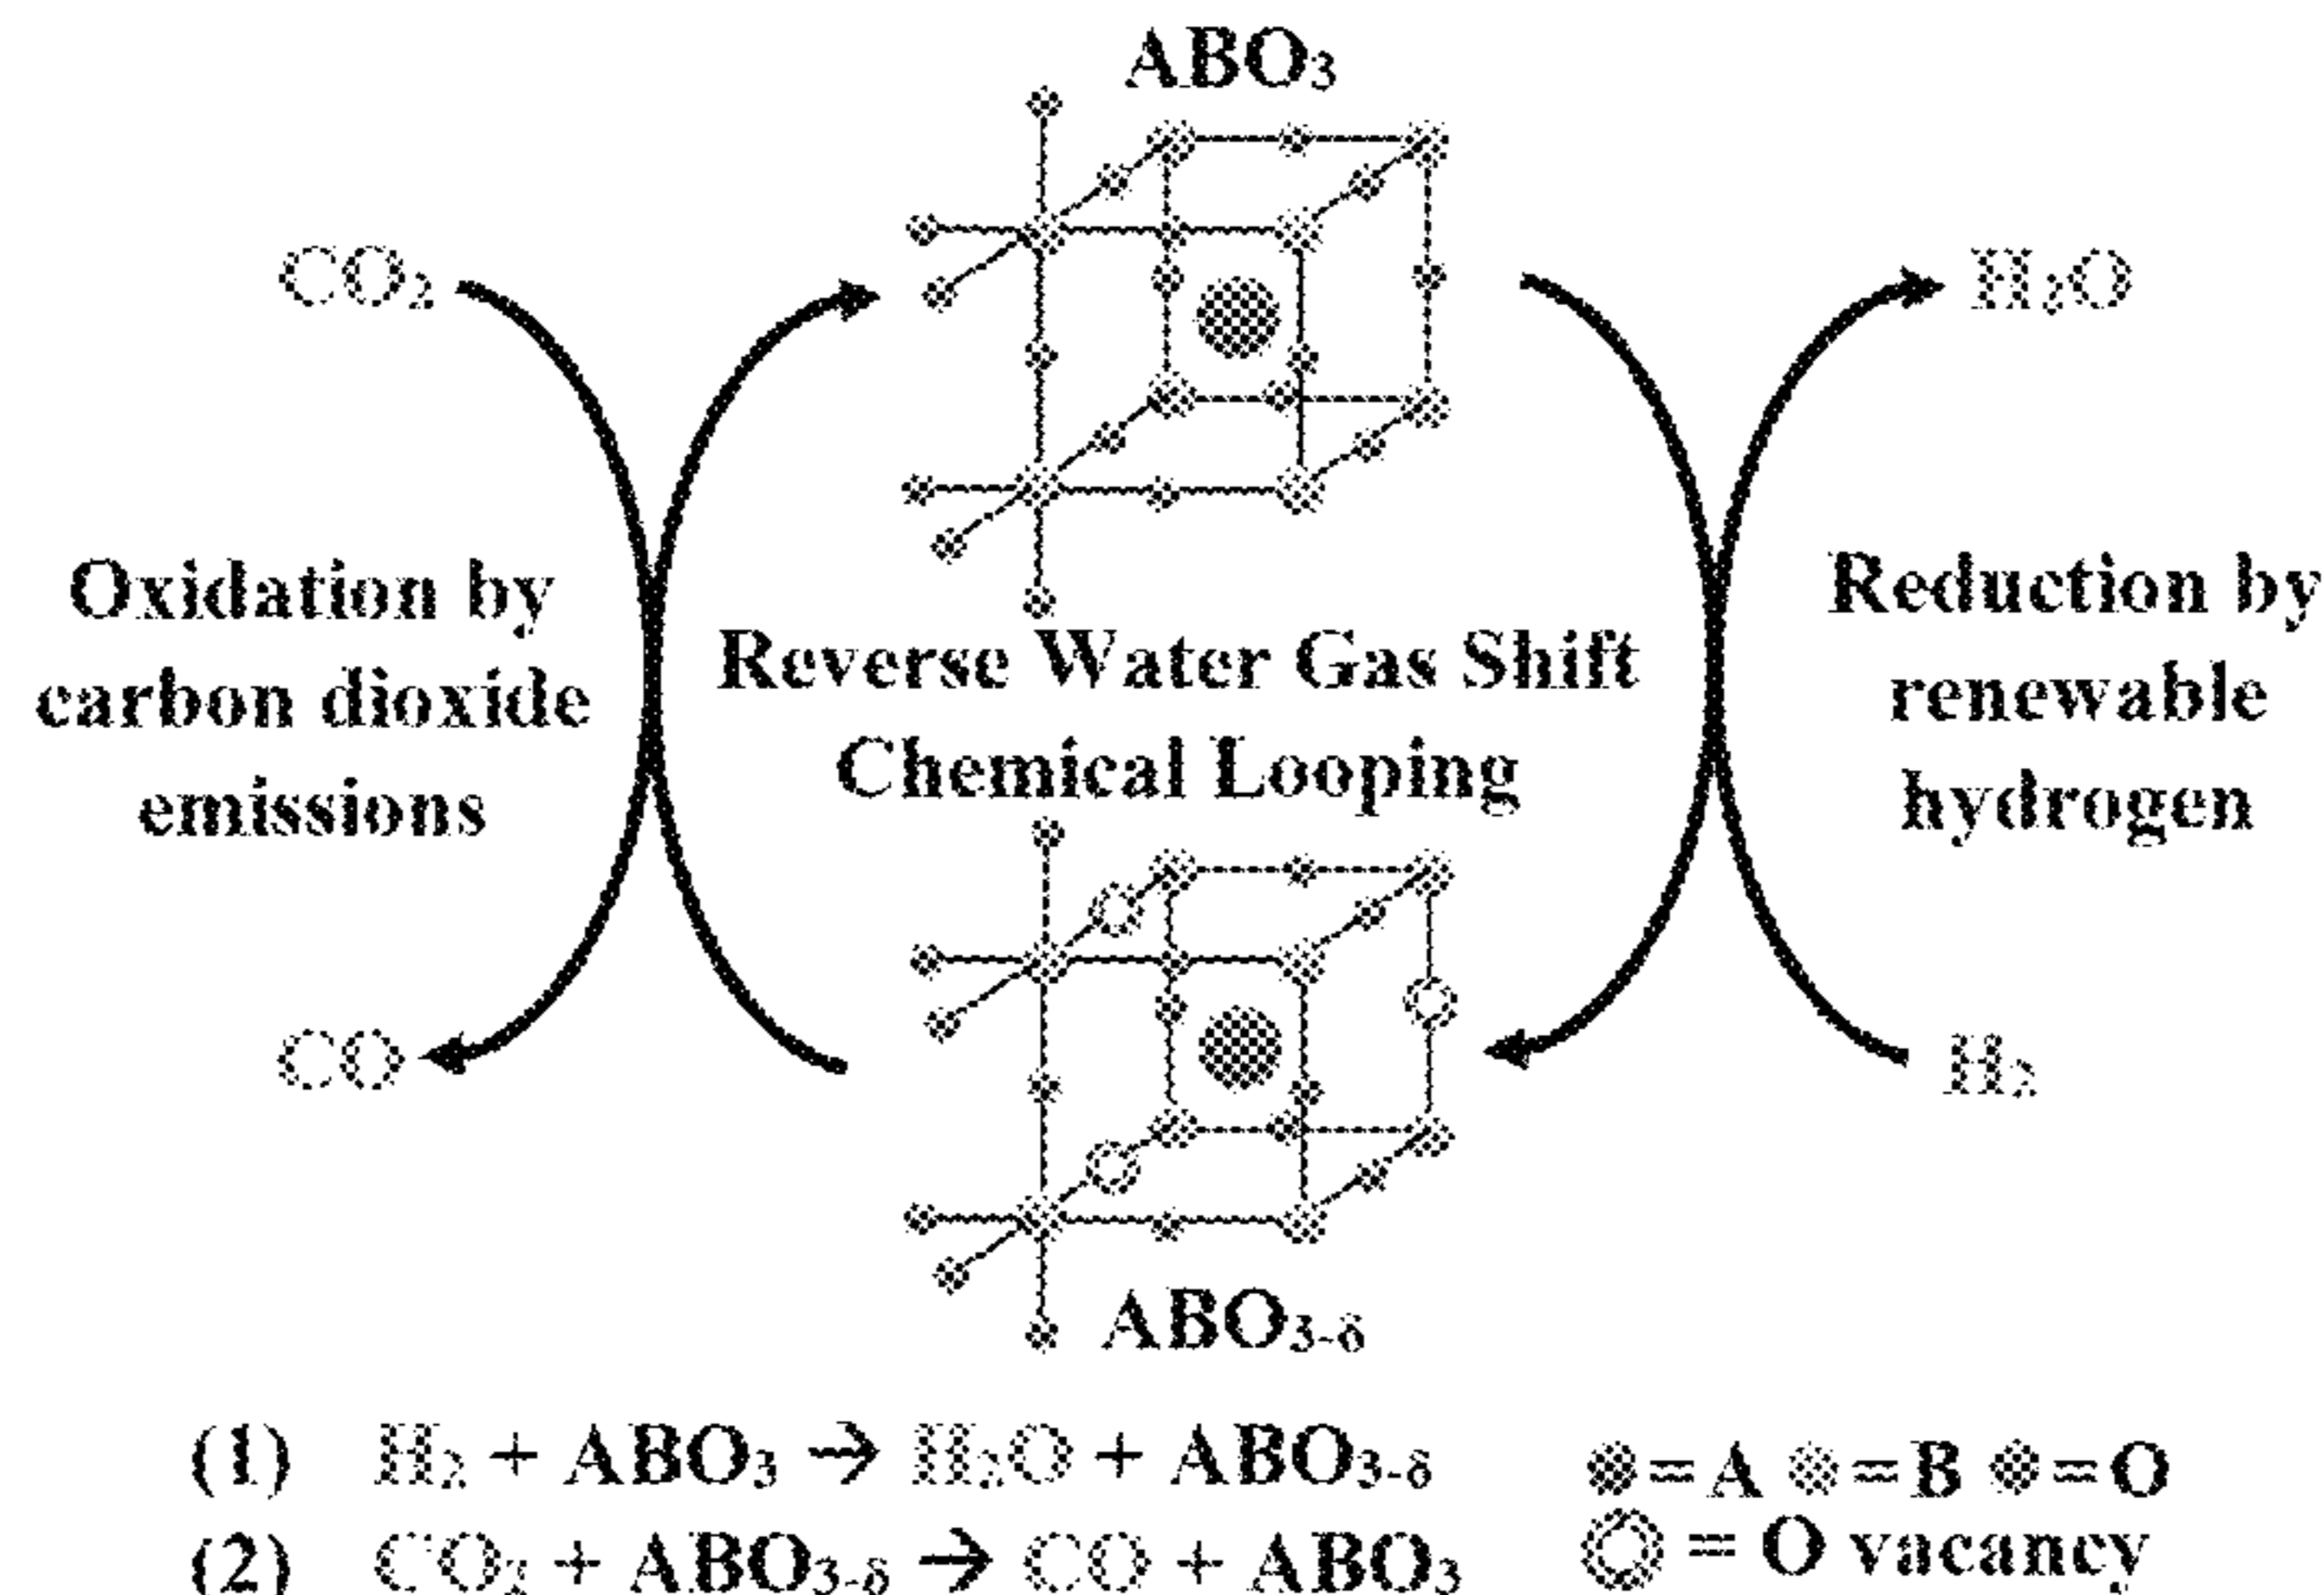 ABO₃
CO₂
H₂O
Oxidation by
carbon dioxide
emissions
Reverse Water Gas Shift
Chemical Looping
Reduction by
renewable
hydrogen
CO
H₂
ABO₃₋δ
(1) H₂ + ABO₃ → H₂O + ABO₃₋δ
(2) CO₂ + ABO₃₋δ → CO + ABO₃
= A = B = O
= O vacancy